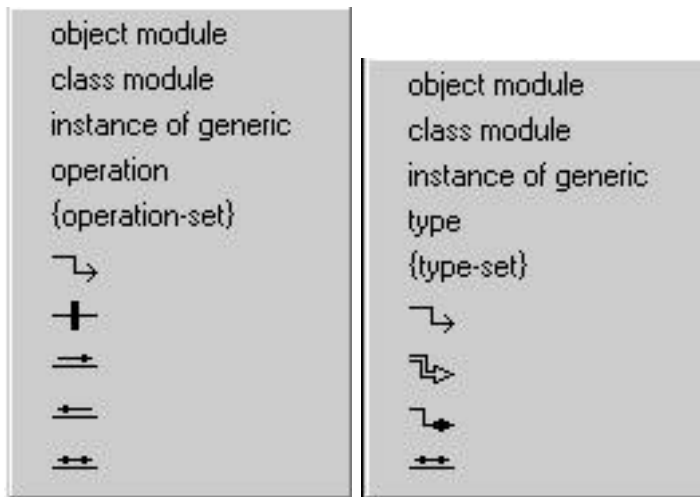 object module
class module
instance of generic
operation
{operation-set}
object module
class module
instance of generic
type
{type-set}